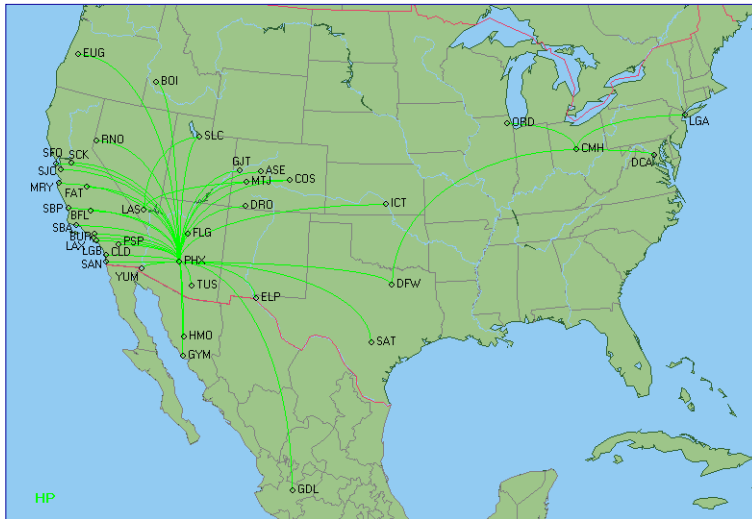 EUG
BOI
ORD
LGA
RNO
SLC
CMH
SFO
SCK
DCA
SJC
GJT
ASE
MRY
FAT
MTJ
COS
SBP
BFL
LAS
DRO
ICT
SBA
FLG
BUR
PSP
LAX
LGB
CLD
SAN
PHX
YUM
TUS
DFW
ELP
HMO
SAT
GYM
GDL
HP